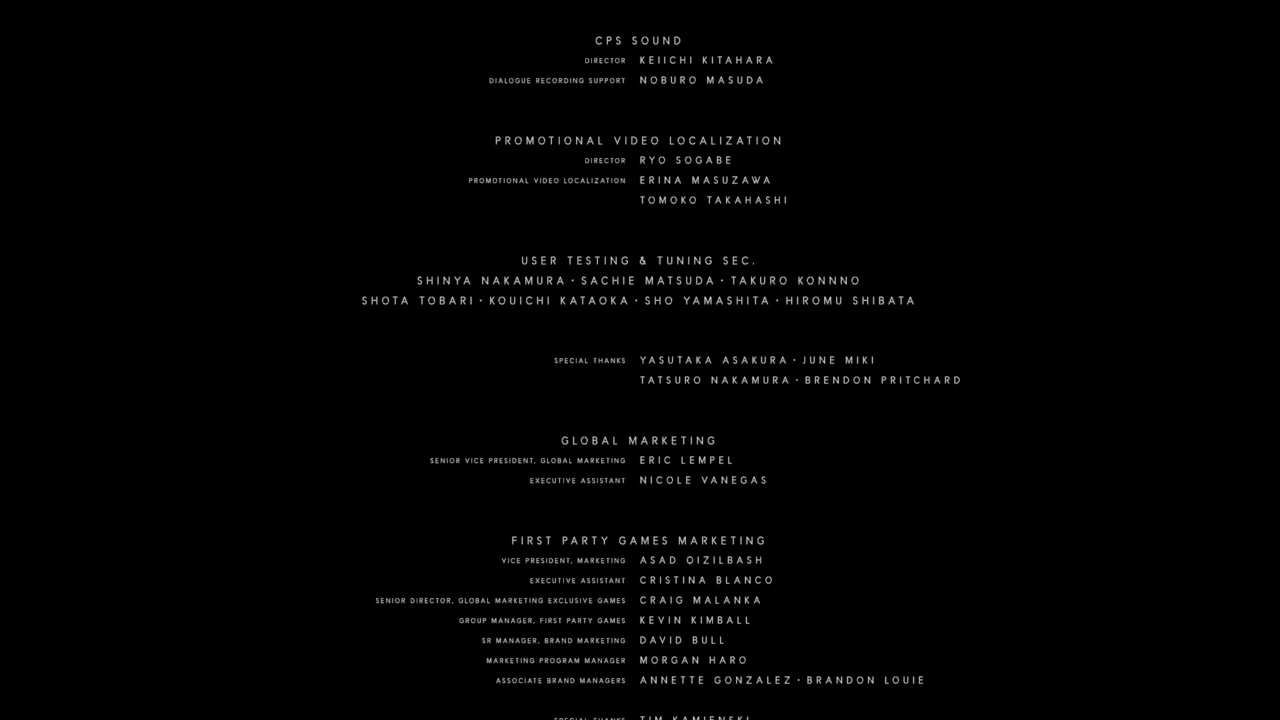 CPS SOUND
DIRECTOR KEIICHI KITAHARA
DIALOGUE RECORDING SUPPORT NOBURO MASUDA
PROMOTIONAL VIDEO LOCALIZATION
DIRECTOR RYO SOGABE
PROMOTIONAL VIDEO LOCALIZATION ERINA MASUZAWA
TOMOKO TAKAHASHI
USER TESTING & TUNING SEC.
SHINYA NAKAMURA · SACHIE MATSUDA · TAKURO KONNNO
SHOTA TOBARI · KOUICHI KATAOKA · SHO YAMASHITA · HIROMU SHIBATA
SPECIAL THANKS YASUTAKA ASAKURA · JUNE MIKI
TATSURO NAKAMURA · BRENDON PRITCHARD
GLOBAL MARKETING
SENIOR VICE PRESIDENT, GLOBAL MARKETING ERIC LEMPEL
EXECUTIVE ASSISTANT NICOLE VANEGAS
FIRST PARTY GAMES MARKETING
VICE PRESIDENT, MARKETING ASAD QIZILBASH
EXECUTIVE ASSISTANT CRISTINA BLANCO
SENIOR DIRECTOR, GLOBAL MARKETING EXCLUSIVE GAMES CRAIG MALANKA
GROUP MANAGER, FIRST PARTY GAMES KEVIN KIMBALL
SR MANAGER, BRAND MARKETING DAVID BULL
MARKETING PROGRAM MANAGER MORGAN HARO
ASSOCIATE BRAND MANAGERS ANNETTE GONZALEZ · BRANDON LOUIE
SPECIAL THANKS TIM KAMIENSKI